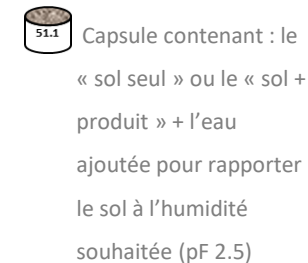 51.1 Capsule contenant : le
« sol seul » ou le « sol +
produit » + l’eau
ajoutée pour rapporter
le sol à l’humidité
souhaitée (pF 2.5)